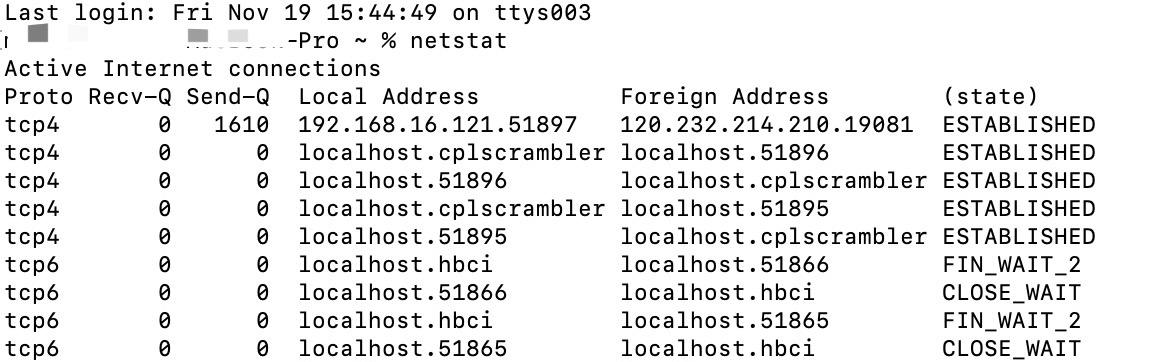 Last login: Fri Nov 19 15:44:49 on ttys003
-Pro ~ % netstat
Active Internet connections
Proto Recv-Q Send-Q  Local Address          Foreign Address        (state)
tcp4       0   1610  192.168.16.121.51897   120.232.214.210.19081  ESTABLISHED
tcp4       0      0  localhost.cplscrambler localhost.51896        ESTABLISHED
tcp4       0      0  localhost.51896        localhost.cplscrambler ESTABLISHED
tcp4       0      0  localhost.cplscrambler localhost.51895        ESTABLISHED
tcp4       0      0  localhost.51895        localhost.cplscrambler ESTABLISHED
tcp6       0      0  localhost.hbci         localhost.51866        FIN_WAIT_2
tcp6       0      0  localhost.51866        localhost.hbci         CLOSE_WAIT
tcp6       0      0  localhost.hbci         localhost.51865        FIN_WAIT_2
tcp6       0      0  localhost.51865        localhost.hbci         CLOSE_WAIT